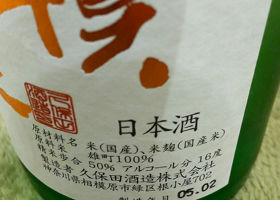 日本酒
原材料名 米(国産)、米麹(国産米)
原料米 雄町100%
精米歩合 50% アルコール分 16度
製造者 久保田酒造株式会社
神奈川県相模原市緑区根小屋702
製造年月 05.02